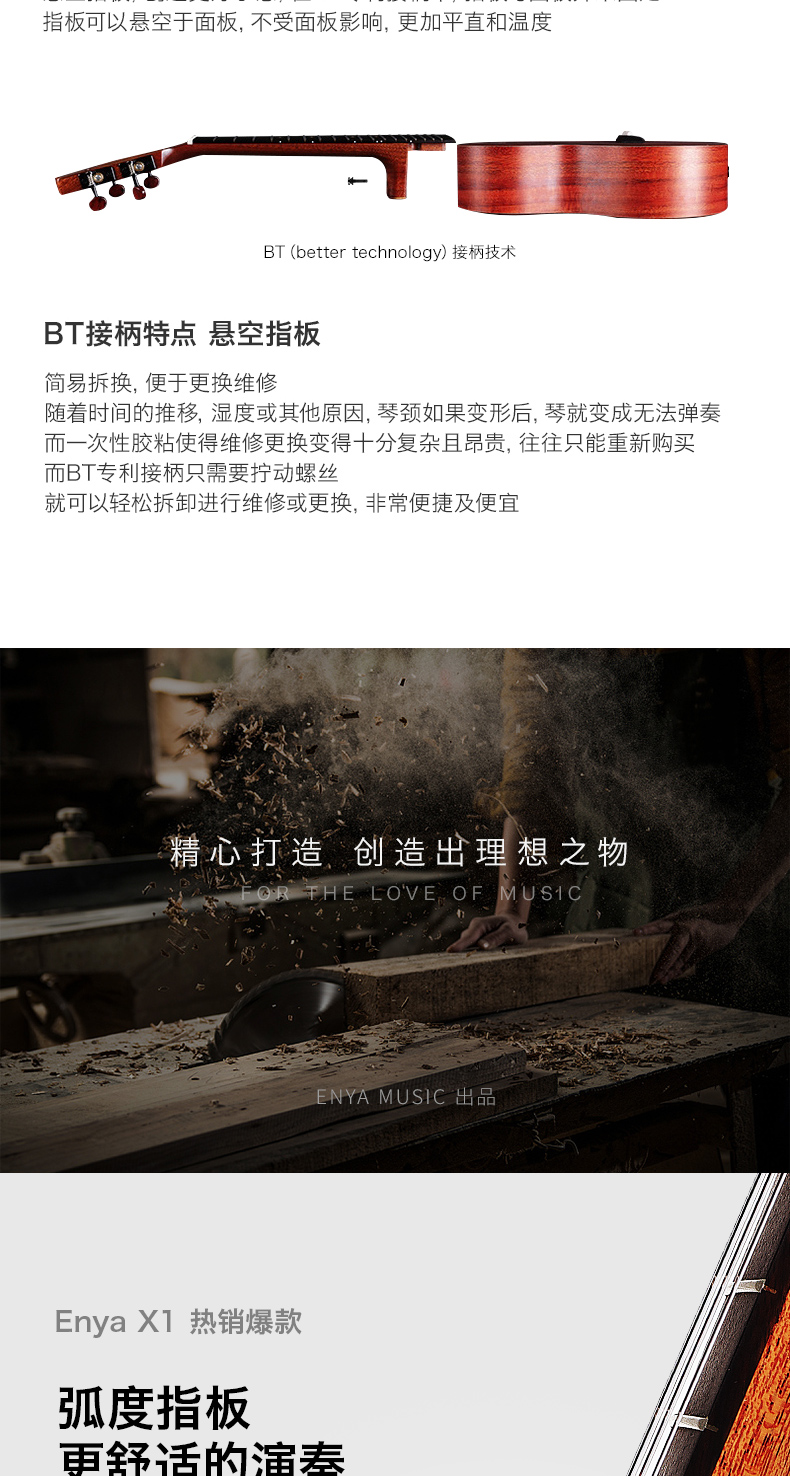 指板可以悬空于面板, 不受面板影响, 更加平直和温度
BT (better technology) 接柄技术
BT接柄特点 悬空指板
简易拆换, 便于更换维修
随着时间的推移, 湿度或其他原因, 琴颈如果变形后, 琴就变成无法弹奏
而一次性胶粘使得维修更换变得十分复杂且昂贵, 往往只能重新购买
而BT专利接柄只需要拧动螺丝
就可以轻松拆卸进行维修或更换, 非常便捷及便宜
精心打造 创造出理想之物
FOR THE LOVE OF MUSIC
ENYA MUSIC 出品
Enya X1 热销爆款
弧度指板
更舒适的演奏